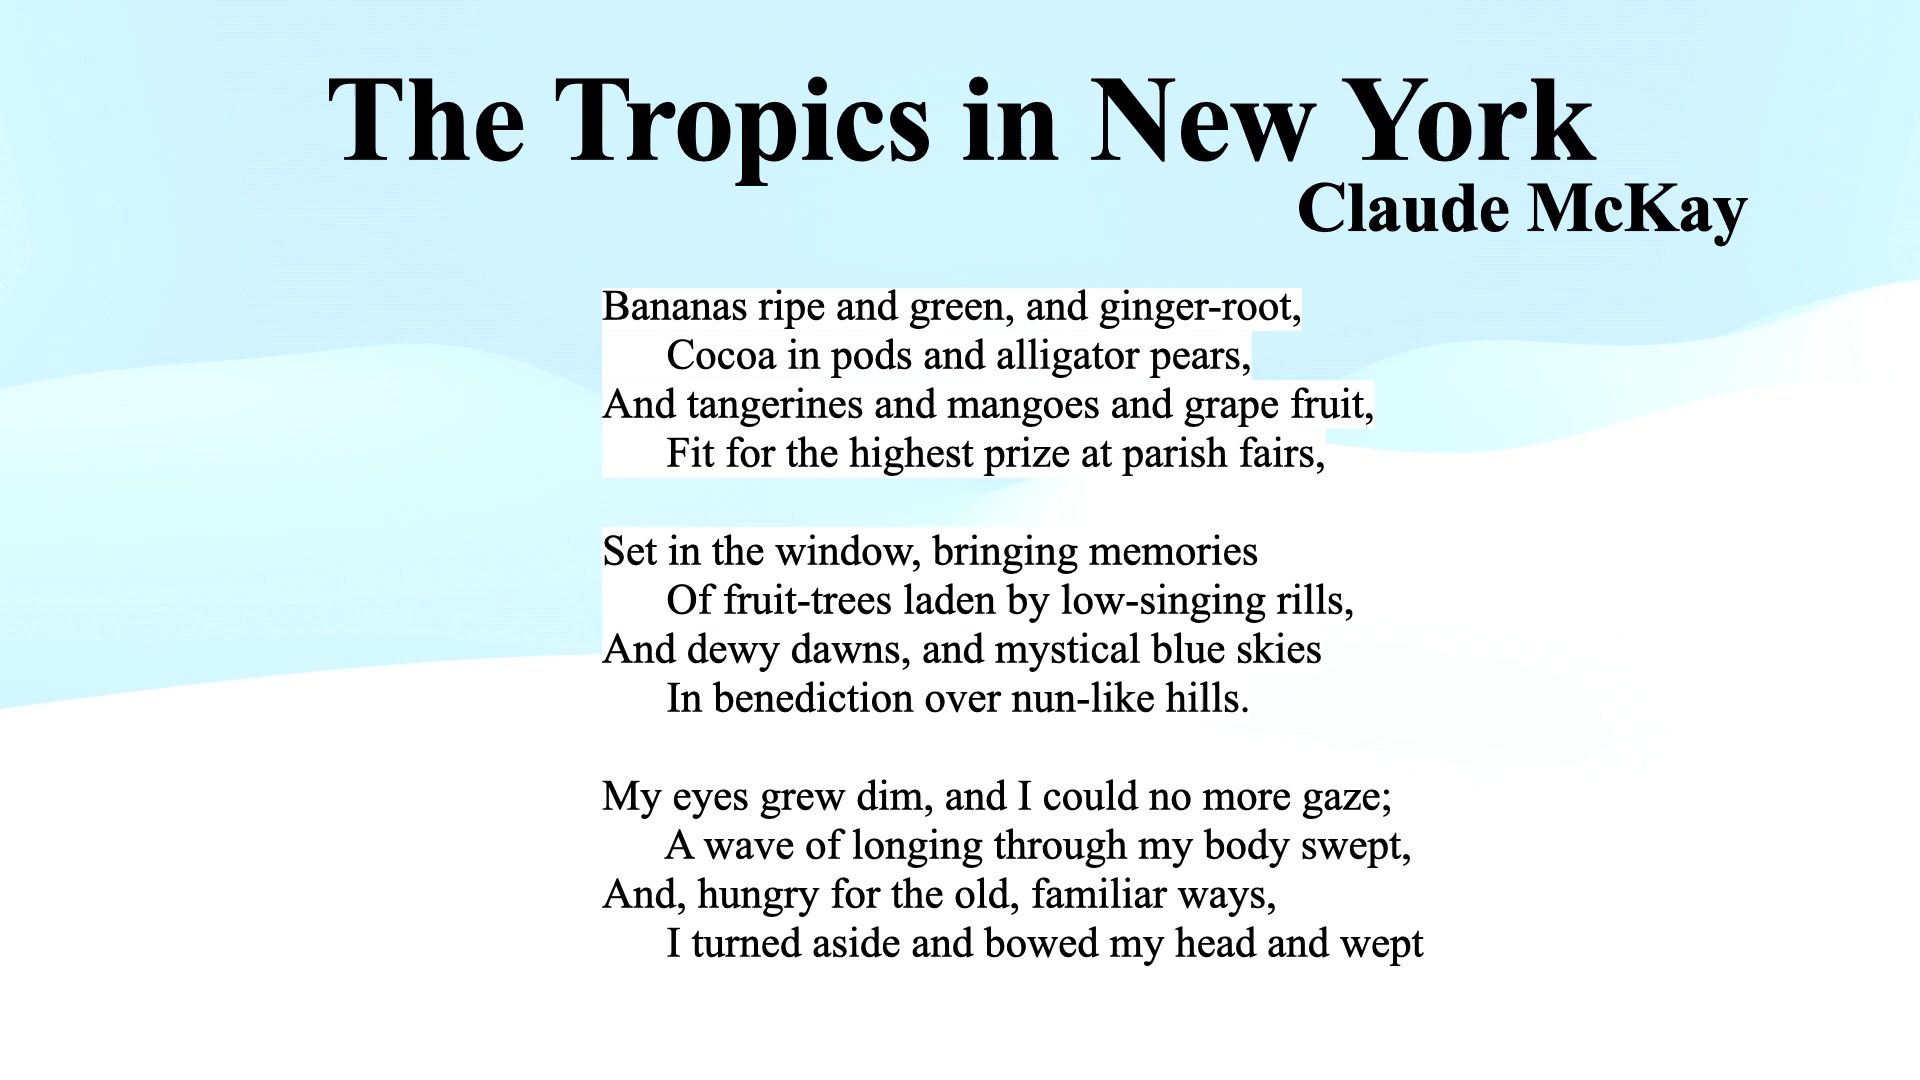 The Tropics in New York
Claude McKay
Bananas ripe and green, and ginger-root,
Cocoa in pods and alligator pears,
And tangerines and mangoes and grape fruit,
Fit for the highest prize at parish fairs,
Set in the window, bringing memories
Of fruit-trees laden by low-singing rills,
And dewy dawns, and mystical blue skies
In benediction over nun-like hills.
My eyes grew dim, and I could no more gaze;
A wave of longing through my body swept,
And, hungry for the old, familiar ways,
I turned aside and bowed my head and wept